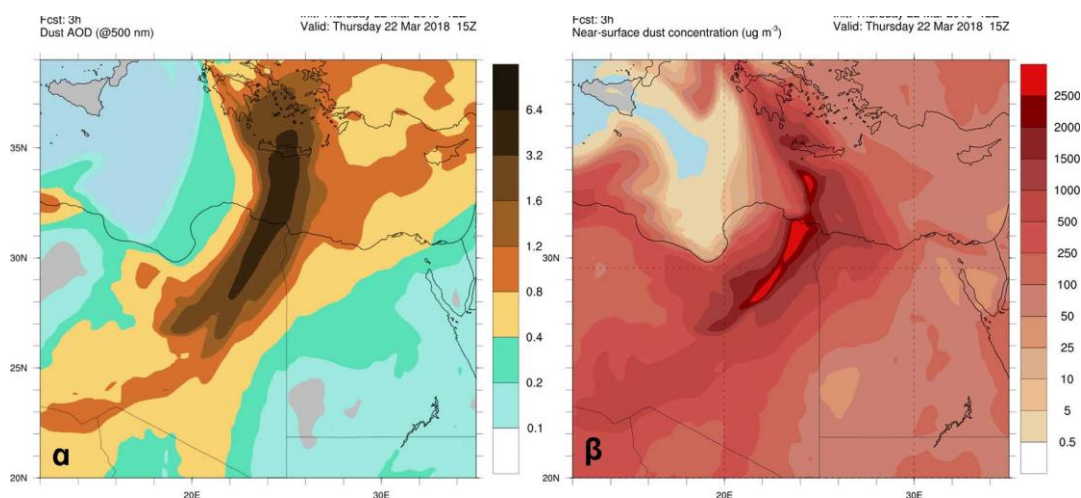 Fcst: 3h
Dust AOD (@500 nm)
Valid: Thursday 22 Mar 2018 15Z
35N
30N
25N
20N
20E
30E
6.4
3.2
1.6
1.2
0.8
0.4
0.2
0.1
α
Fcst: 3h
Near-surface dust concentration (ug m-3)
Valid: Thursday 22 Mar 2018 15Z
35N
30N
25N
20N
20E
30E
2500
2000
1500
1000
500
250
100
50
25
10
5
0.5
β